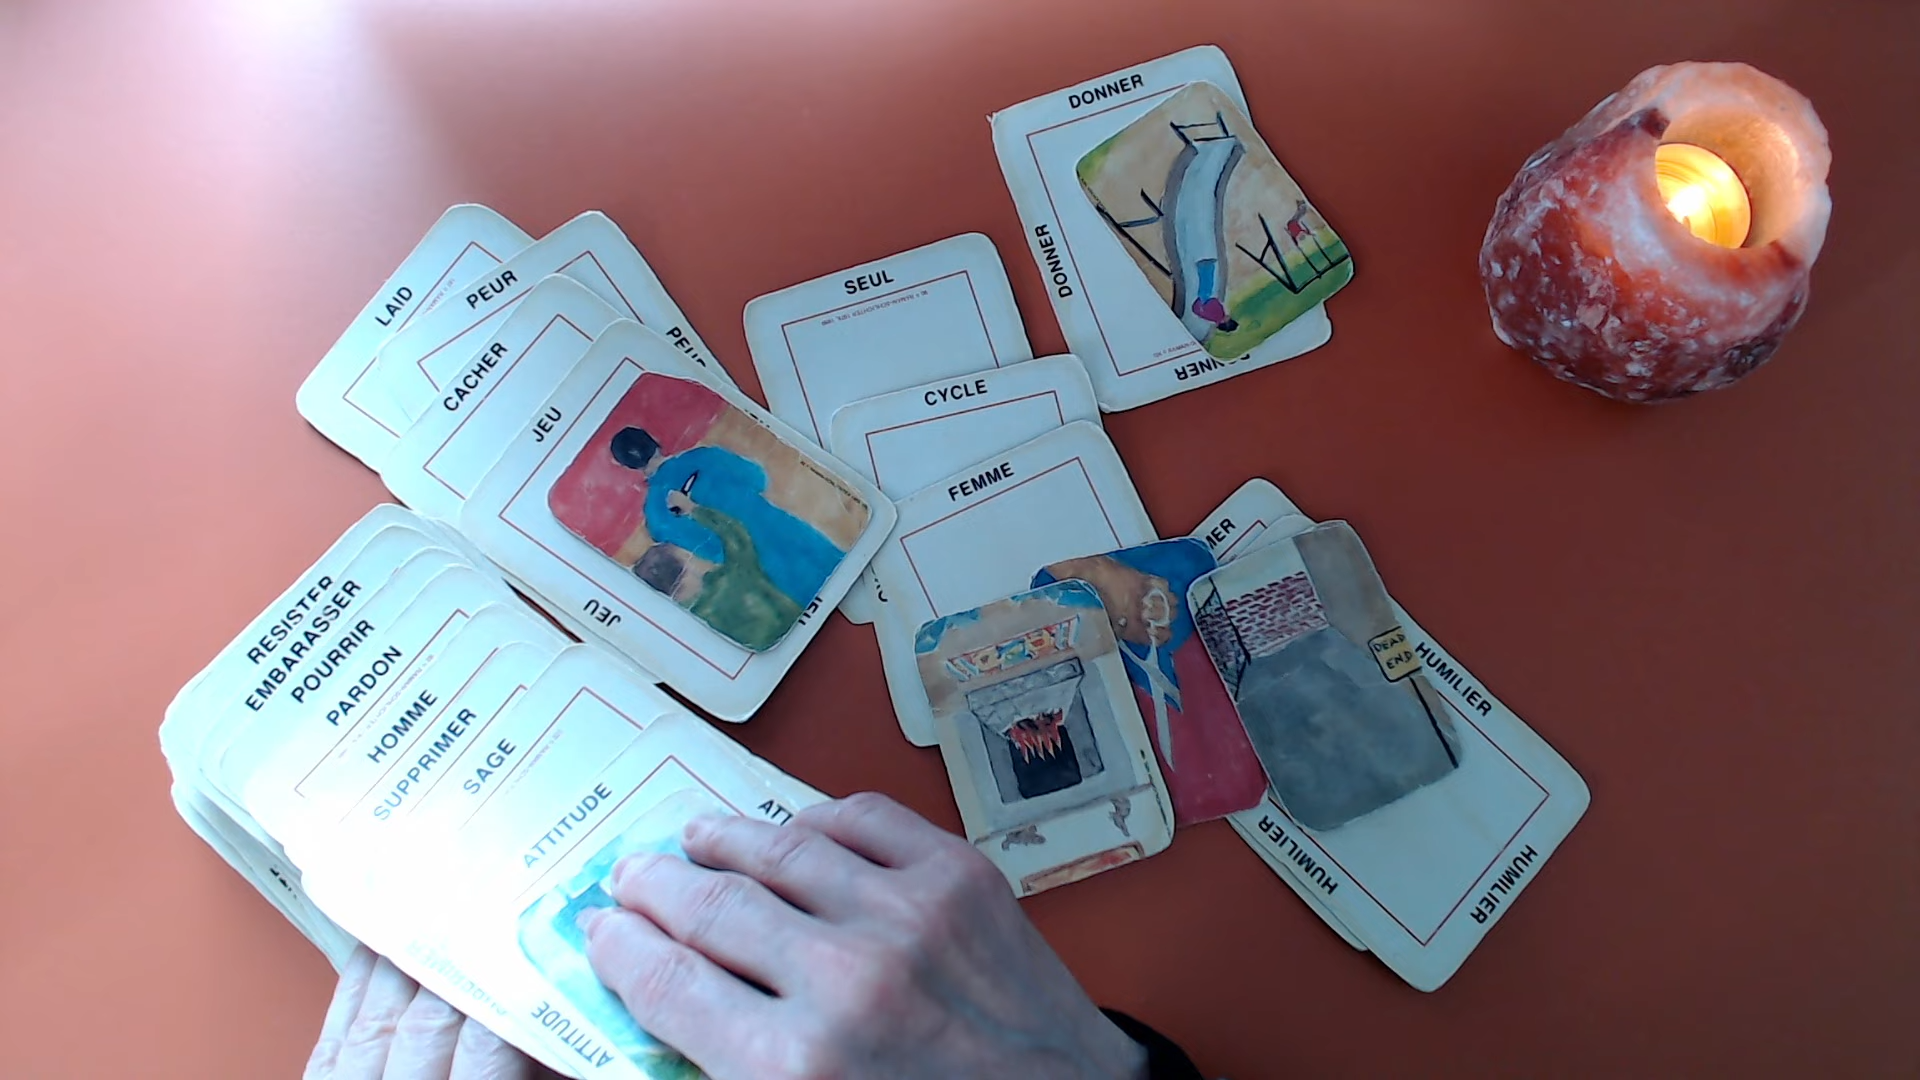 DONNER
DONNER
LAID
PEUR
PEUR
SEUL
CACHER
CYCLE
JEU
FEMME
JEU
DEAD
END
HUMILIER
HUMILIER
HUMILIER
RESISTER
EMBARASSER
POURRIR
PARDON
HOMME
SUPPRIMER
SAGE
ATTITUDE
ATTITUDE